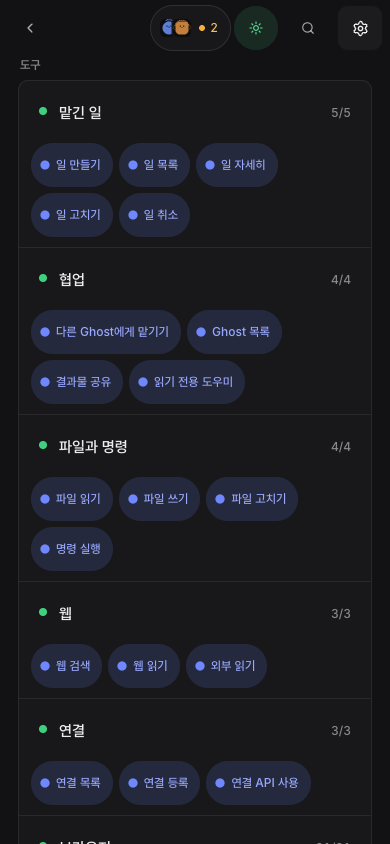 2
도구
맡긴 일 5/5
일 만들기 일 목록 일 자세히
일 고치기 일 취소
협업 4/4
다른 Ghost에게 맡기기 Ghost 목록
결과물 공유 읽기 전용 도우미
파일과 명령 4/4
파일 읽기 파일 쓰기 파일 고치기
명령 실행
웹 3/3
웹 검색 웹 읽기 외부 읽기
연결 3/3
연결 목록 연결 등록 연결 API 사용